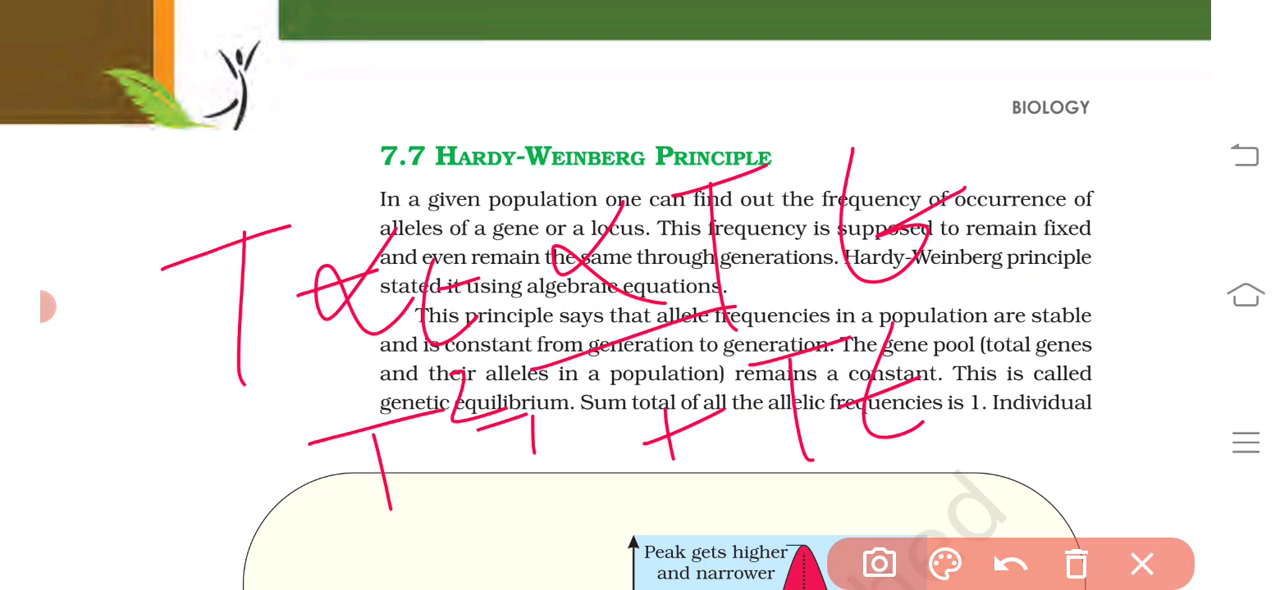 BIOLOGY
7.7 HARDY-WEINBERG PRINCIPLE
In a given population one can find out the frequency of occurrence of
alleles of a gene or a locus. This frequency is supposed to remain fixed
and even remain the same through generations. Hardy-Weinberg principle
stated it using algebraic equations.
This principle says that allele frequencies in a population are stable
and is constant from generation to generation. The gene pool (total genes
and their alleles in a population) remains a constant. This is called
genetic equilibrium. Sum total of all the allelic frequencies is 1. Individual
Peak gets higher
and narrower